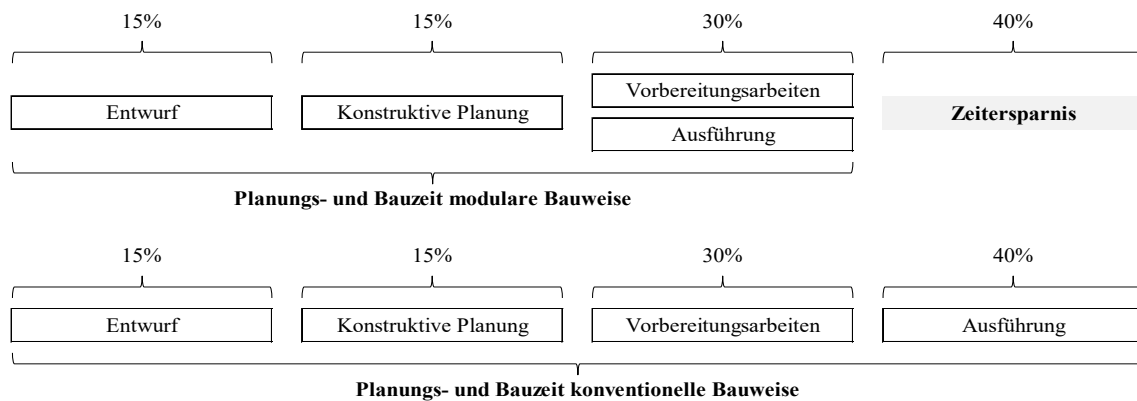 15% 15% 30% 40%
Vorbereitungsarbeiten
Entwurf Konstruktive Planung Zeitersparnis
Ausführung
Planungs- und Bauzeit modulare Bauweise
15% 15% 30% 40%
Entwurf Konstruktive Planung Vorbereitungsarbeiten Ausführung
Planungs- und Bauzeit konventionelle Bauweise